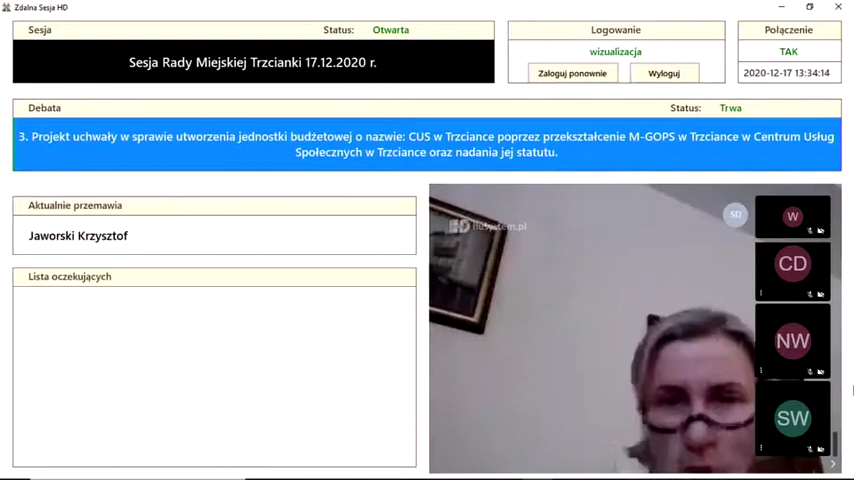 Zdalna Sesja HD
Sesja
Status:
Otwarta
Sesja Rady Miejskiej Trzcianki 17.12.2020 r.
Logowanie
wizualizacja
Zaloguj ponownie
Wyloguj
Połączenie
TAK
2020-12-17 13:34:14
Debata
Status:
Trwa
3. Projekt uchwały w sprawie utworzenia jednostki budżetowej o nazwie: CUS w Trzciance poprzez przekształcenie M-GOPS w Trzciance w Centrum Usług
Społecznych w Trzciance oraz nadania jej statutu.
Aktualnie przemawia
Jaworski Krzysztof
Lista oczekujących
HD
hdsystem.pl
SD
W
CD
NW
SW